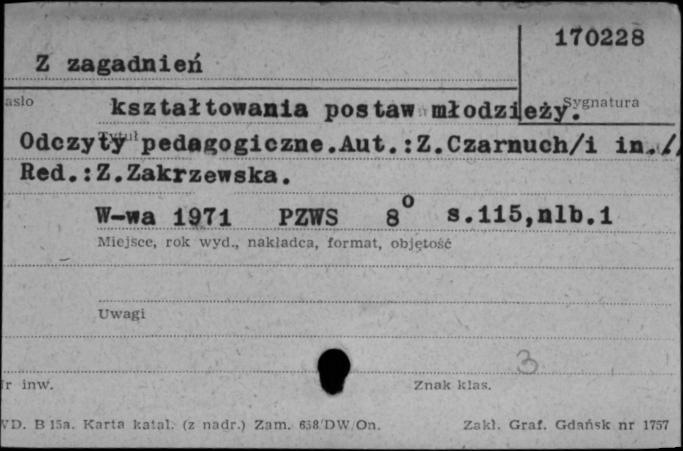 170228
Z zagadnień
asło
kształtowania postaw młodzieży.
Sygnatura
Tytuł
Odczyty pedagogiczne.Aut.:Z.Czarnuch/i in./
Red.:Z.Zakrzewska.
W-wa 1971 PZWS 8° s.115,nlb.1
Miejsce, rok wyd., nakładca, format, objętość
Uwagi
3
r inw.
Znak klas.
WD. B 15a. Karta katal. (z nadr.) Zam. 638/DW/On.
Zakł. Graf. Gdańsk nr 1757